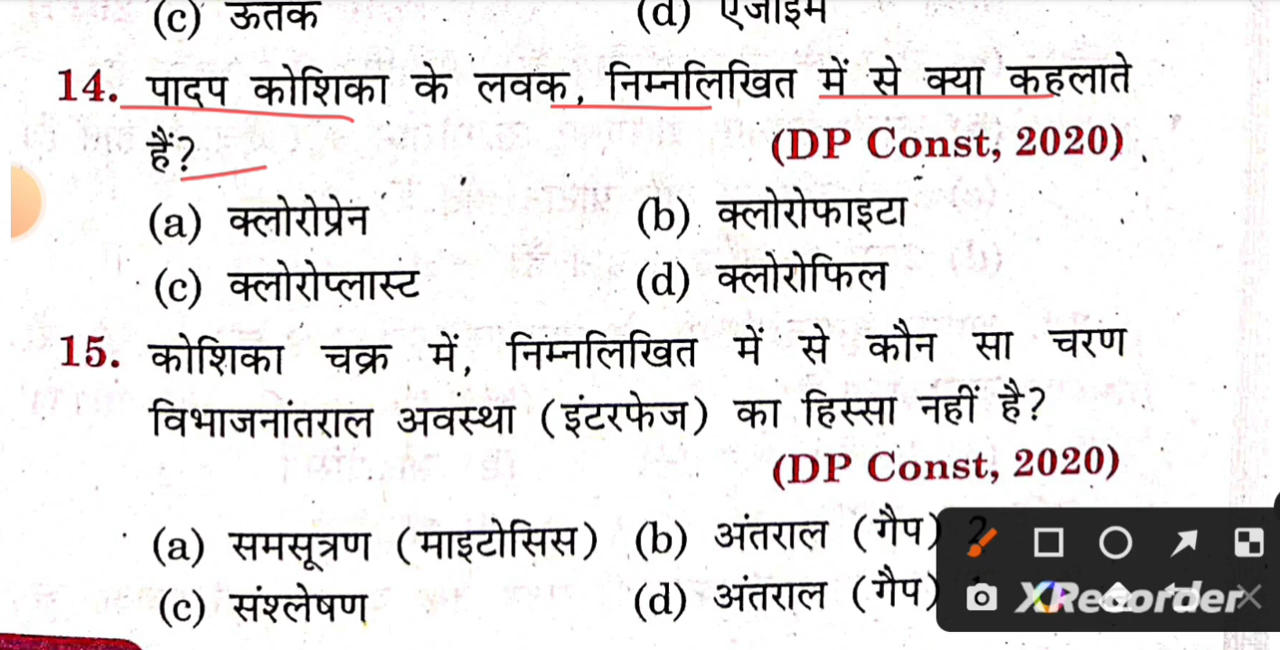 (c) ऊतक (d) एंजाइम
14. पादप कोशिका के लवक, निम्नलिखित में से क्या कहलाते
हैं? (DP Const, 2020)
(a) क्लोरोप्रेन (b) क्लोरोफाइटा
(c) क्लोरोप्लास्ट (d) क्लोरोफिल
15. कोशिका चक्र में, निम्नलिखित में से कौन सा चरण
विभाजनांतराल अवस्था (इंटरफेज) का हिस्सा नहीं है?
(DP Const, 2020)
(a) समसूत्रण (माइटोसिस) (b) अंतराल (गैप) 2
(c) संश्लेषण (d) अंतराल (गैप)
XRecorder